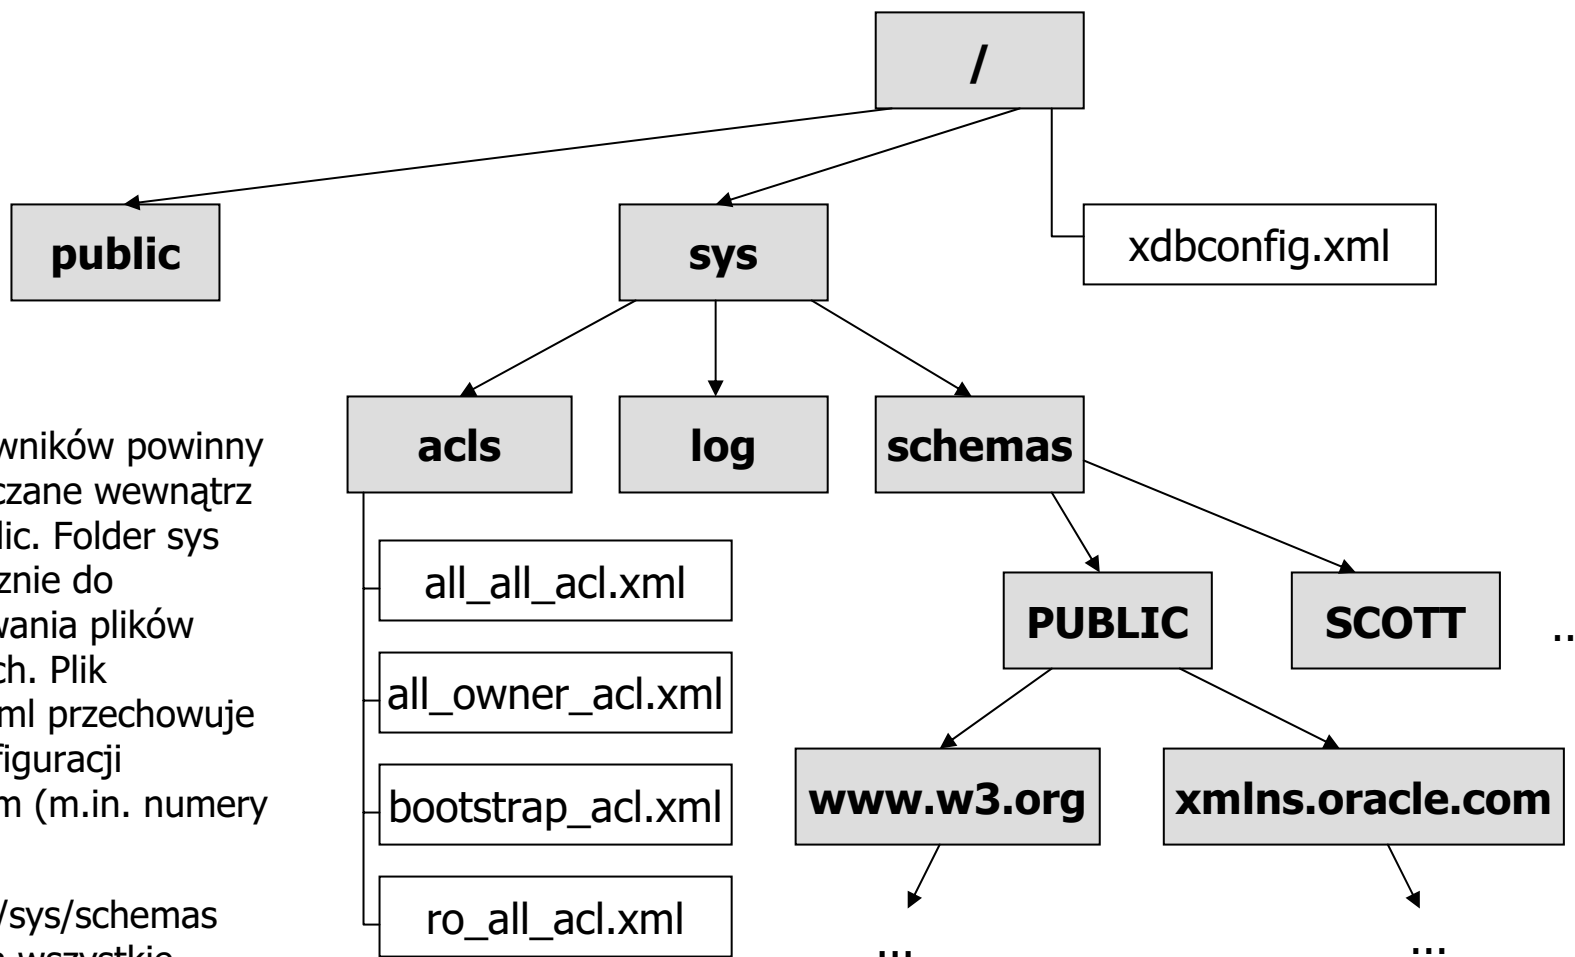 /
public
sys
xdbconfig.xml
acls
log
schemas
all_all_acl.xml
all_owner_acl.xml
bootstrap_acl.xml
ro_all_acl.xml
PUBLIC
SCOTT
..
www.w3.org
xmlns.oracle.com
...
...
wników powinny
czane wewnątrz
lic. Folder sys
znie do
wania plików
ch. Plik
ml przechowuje
figuracji
m (m.in. numery
/sys/schemas
wszystkie